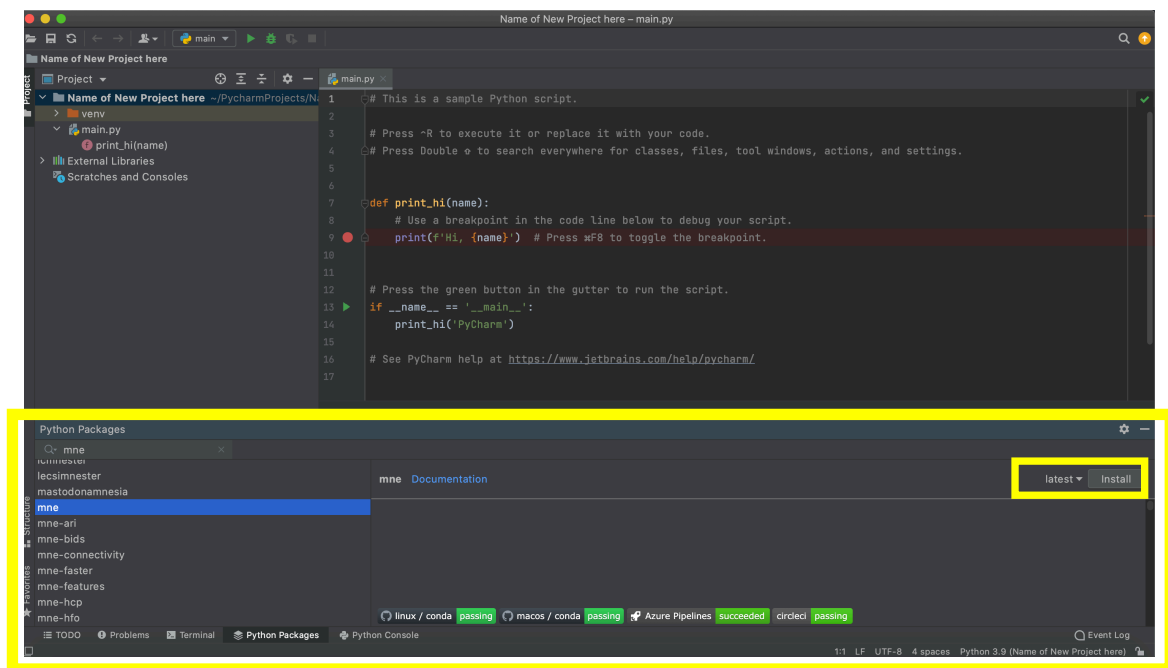 Name of New Project here – main.py
main
Name of New Project here
Project
Project
main.py
Name of New Project here ~/PycharmProjects/Na
venv
main.py
print_hi(name)
External Libraries
Scratches and Consoles
1 # This is a sample Python script.
2
3 # Press ^R to execute it or replace it with your code.
4 # Press Double ⇧ to search everywhere for classes, files, tool windows, actions, and settings.
5
6
7 def print_hi(name):
8 # Use a breakpoint in the code line below to debug your script.
9 print(f'Hi, {name}') # Press ⌘F8 to toggle the breakpoint.
10
11
12 # Press the green button in the gutter to run the script.
13 if __name__ == '__main__':
14 print_hi('PyCharm')
15
16 # See PyCharm help at https://www.jetbrains.com/help/pycharm/
17
Python Packages
mne
lecsimnester
mastodonamnesia
mne
mne-ari
mne-bids
mne-connectivity
mne-faster
mne-features
mne-hcp
mne-hfo
mne Documentation
latest Install
linux / conda passing macos / conda passing Azure Pipelines succeeded circleci passing
Structure
Favorites
TODO Problems Terminal Python Packages Python Console Event Log
1:1 LF UTF-8 4 spaces Python 3.9 (Name of New Project here)